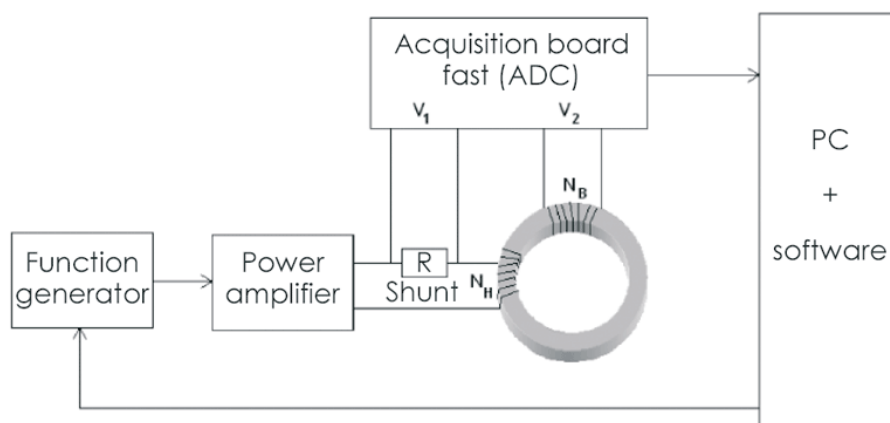 Acquisition board
fast (ADC)
V1
V2
NB
PC
+
software
Function
generator
Power
amplifier
R
Shunt
NH